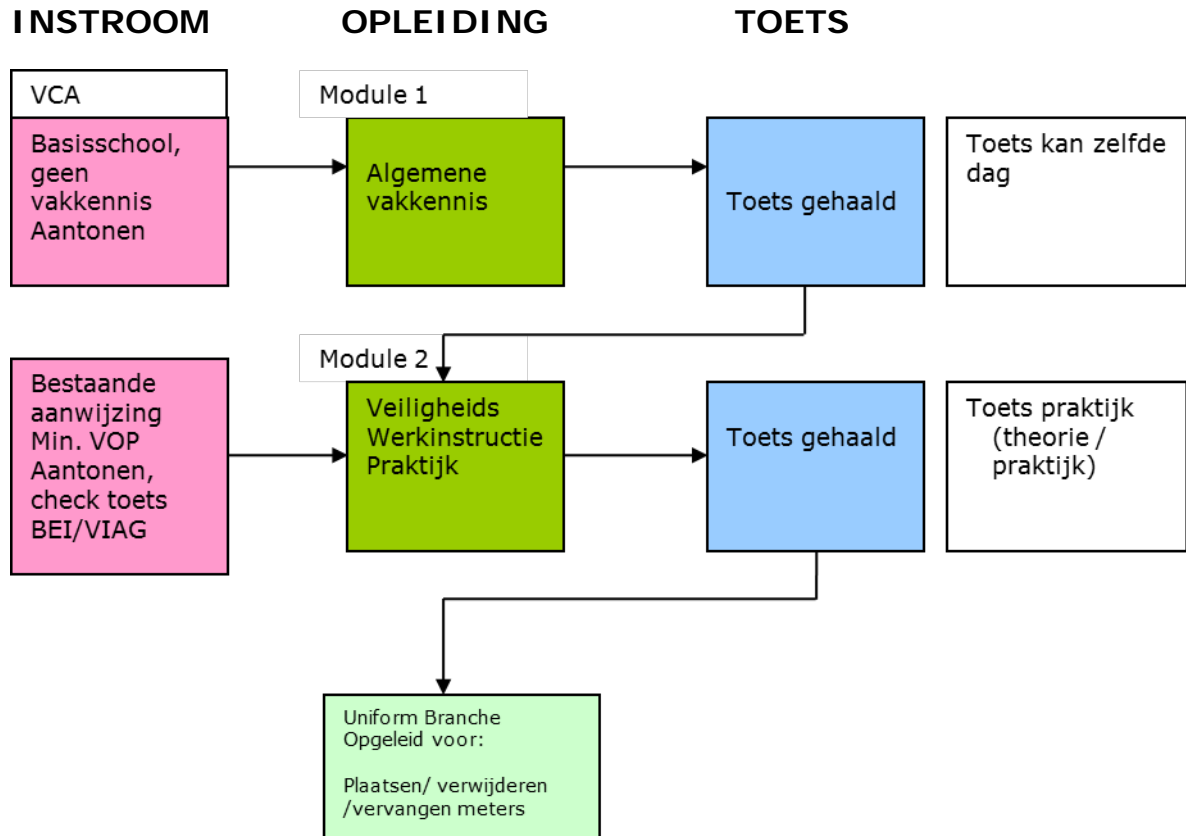 INSTROOM OPLEIDING TOETS
VCA
Basisschool,
geen
vakkennis
Aantonen
Module 1
Algemene
vakkennis
Toets gehaald
Toets kan zelfde
dag
Bestaande
aanwijzing
Min. VOP
Aantonen,
check toets
BEI/VIAG
Module 2
Veiligheids
Werkinstructie
Praktijk
Toets gehaald
Toets praktijk
(theorie /
praktijk)
Uniform Branche
Opgeleid voor:
Plaatsen/ verwijderen
/vervangen meters